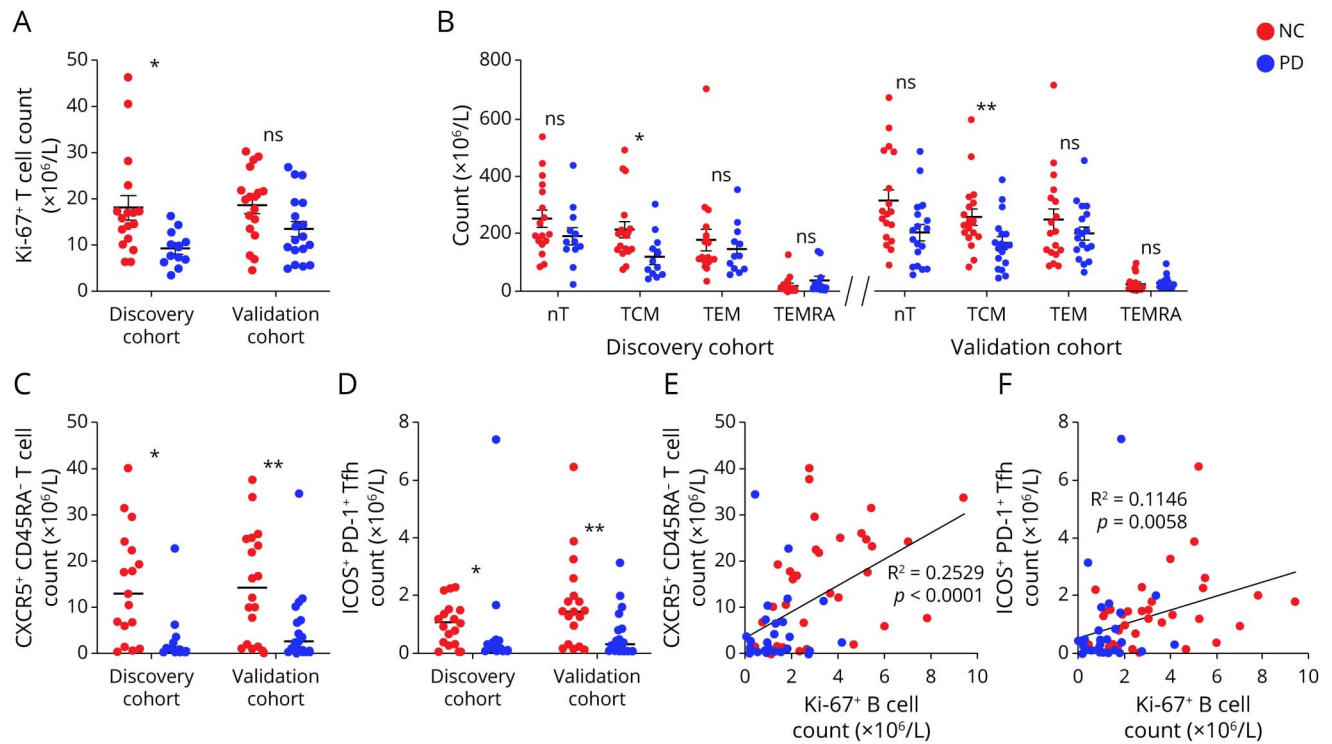 A
Ki-67⁺ T cell count
(×10⁶/L)
50
40
30
20
10
0
*
ns
Discovery
cohort
Validation
cohort
B
Count (×10⁶/L)
800
600
400
200
0
ns
*
ns
ns
ns
**
ns
ns
nT
TCM
TEM
TEMRA
nT
TCM
TEM
TEMRA
Discovery cohort
Validation cohort
NC
PD
C
CXCR5⁺ CD45RA⁻ T cell
count (×10⁶/L)
50
40
30
20
10
0
*
**
Discovery
cohort
Validation
cohort
D
ICOS⁺ PD-1⁺ Tfh
count (×10⁶/L)
8
6
4
2
0
*
**
Discovery
cohort
Validation
cohort
E
CXCR5⁺ CD45RA⁻ T cell
count (×10⁶/L)
50
40
30
20
10
0
R² = 0.2529
p < 0.0001
0 2 4 6 8 10
Ki-67⁺ B cell
count (×10⁶/L)
F
ICOS⁺ PD-1⁺ Tfh
count (×10⁶/L)
8
6
4
2
0
R² = 0.1146
p = 0.0058
0 2 4 6 8 10
Ki-67⁺ B cell
count (×10⁶/L)